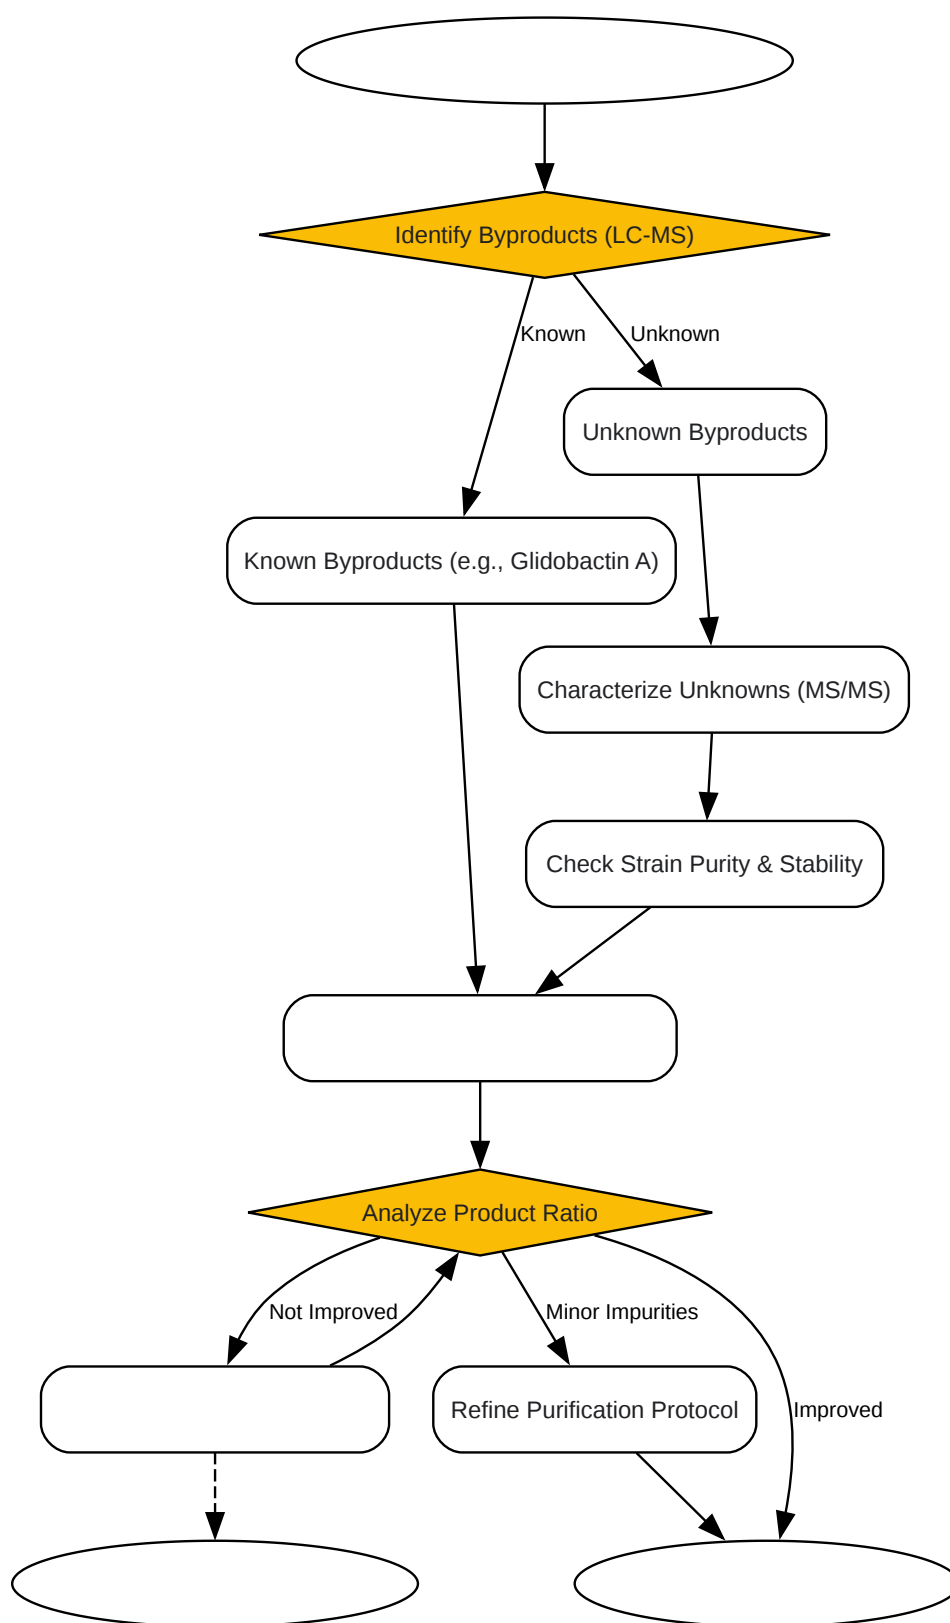 Identify Byproducts (LC-MS)
Known
Unknown
Unknown Byproducts
Known Byproducts (e.g., Glidobactin A)
Characterize Unknowns (MS/MS)
Check Strain Purity & Stability
Analyze Product Ratio
Not Improved
Minor Impurities
Refine Purification Protocol
Improved